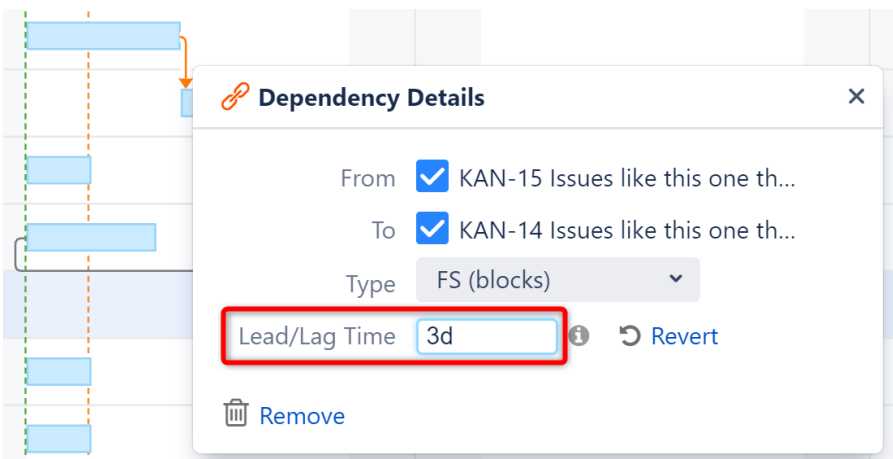 Dependency Details
From KAN-15 Issues like this one th...
To KAN-14 Issues like this one th...
Type FS (blocks)
Lead/Lag Time 3d Revert
Remove